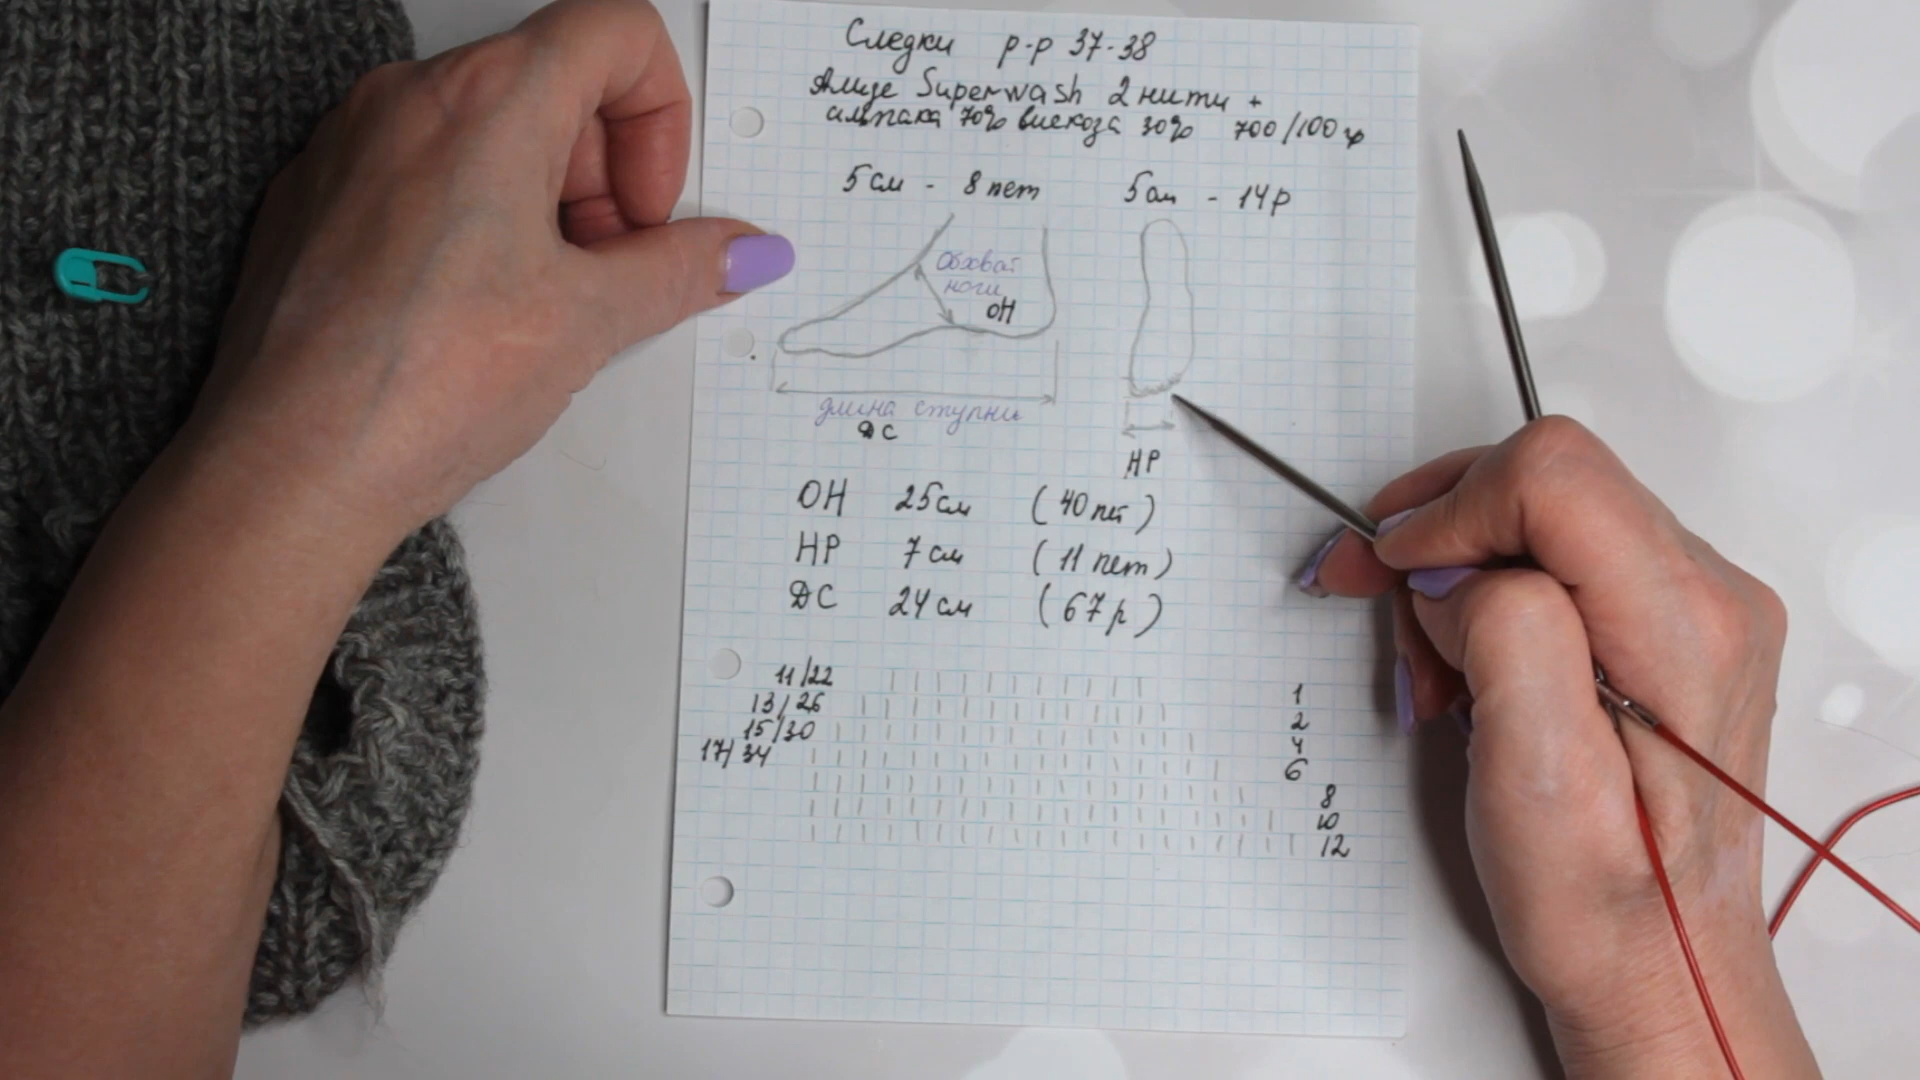 Следки р-р 37-38
Ализе Superwash 2 нити +
альпака 70% вискоза 30% 700/100 гр
5 см - 8 пет 5 см - 14 р
Обхват
ноги
ОН
длина ступни
ДС
НР
ОН 25 см (40 пет)
НР 7 см (11 пет)
ДС 24 см (67 р)
11/22 1
13/26 2
15/30 4
17/34 6
8
10
12